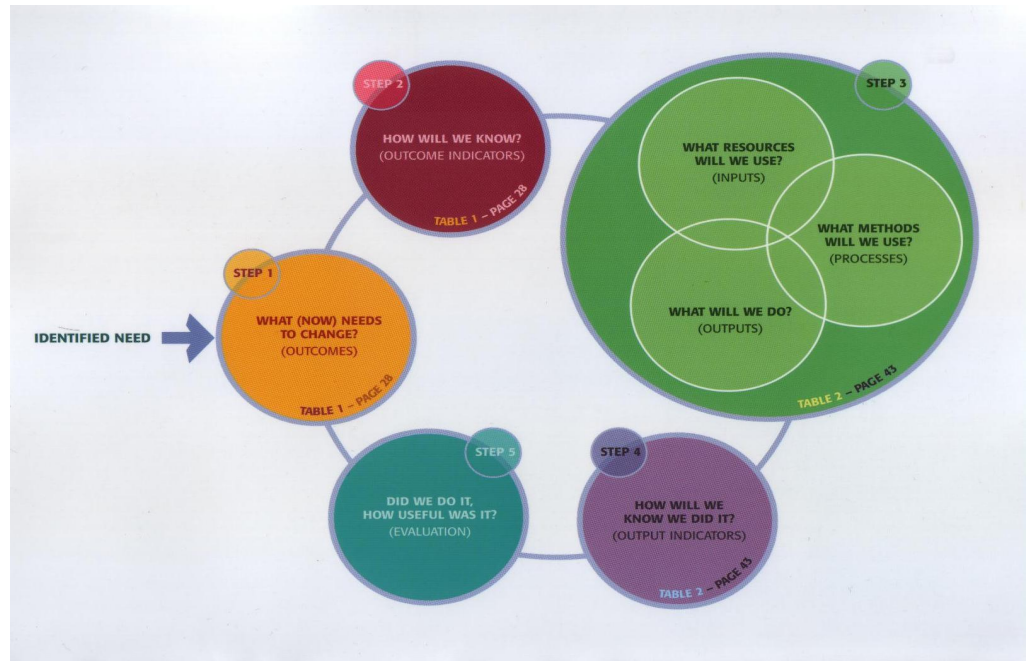 IDENTIFIED NEED
STEP 1
WHAT (NOW) NEEDS
TO CHANGE?
(OUTCOMES)
TABLE 1 – PAGE 28
STEP 2
HOW WILL WE KNOW?
(OUTCOME INDICATORS)
TABLE 1 – PAGE 28
STEP 3
WHAT RESOURCES
WILL WE USE?
(INPUTS)
WHAT METHODS
WILL WE USE?
(PROCESSES)
WHAT WILL WE DO?
(OUTPUTS)
TABLE 2 – PAGE 43
STEP 4
HOW WILL WE
KNOW WE DID IT?
(OUTPUT INDICATORS)
TABLE 2 – PAGE 43
STEP 5
DID WE DO IT,
HOW USEFUL WAS IT?
(EVALUATION)